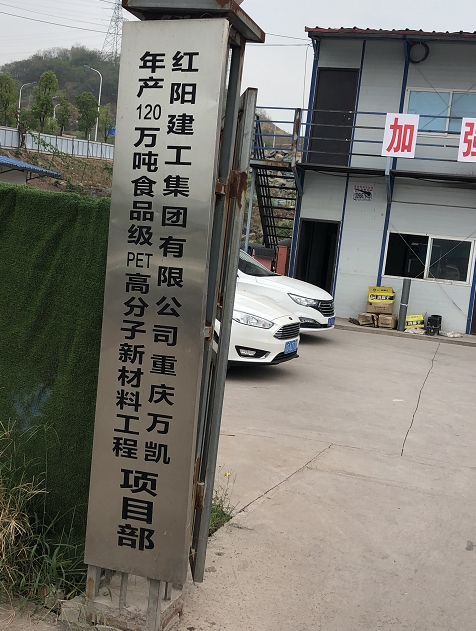 红阳建工集团有限公司重庆万凯
年产120万吨食品级PET高分子新材料工程
项目部
加强